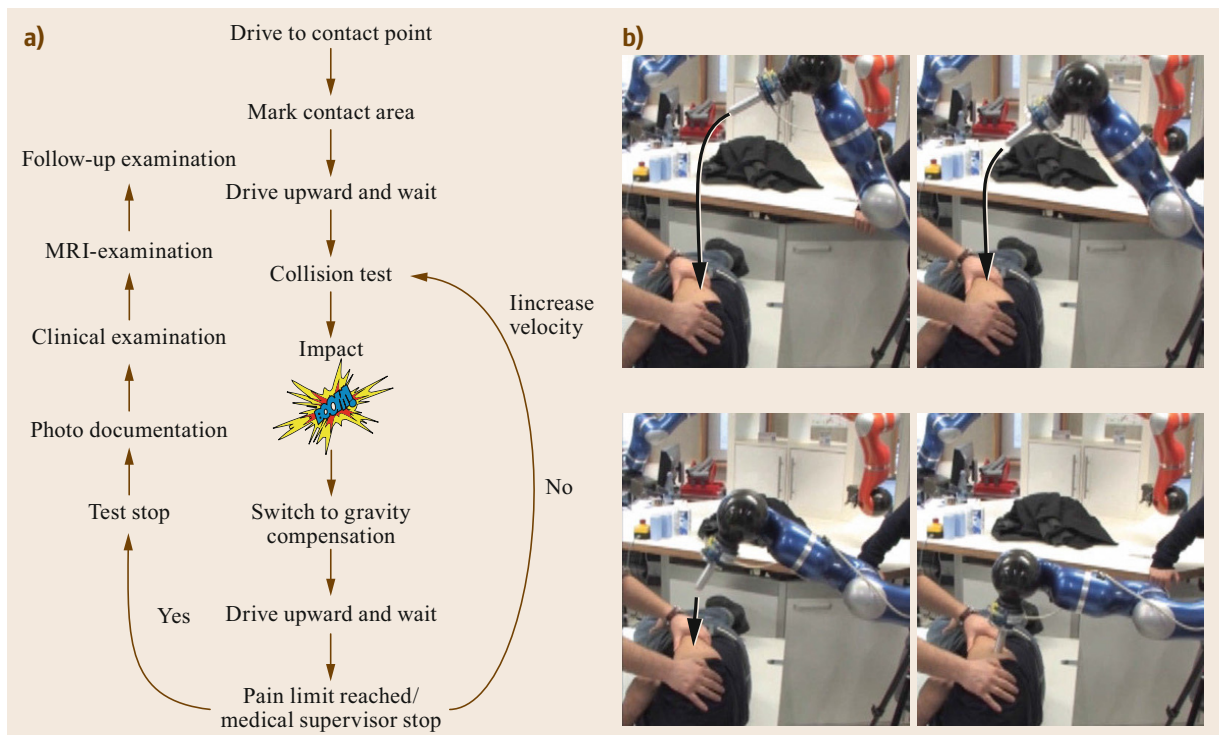 a)
Drive to contact point
Mark contact area
Drive upward and wait
Collision test
Impact
BOOM!
Switch to gravity
compensation
Drive upward and wait
Pain limit reached/
medical supervisor stop
No
Iincrease
velocity
Yes
Test stop
Photo documentation
Clinical examination
MRI-examination
Follow-up examination
b)